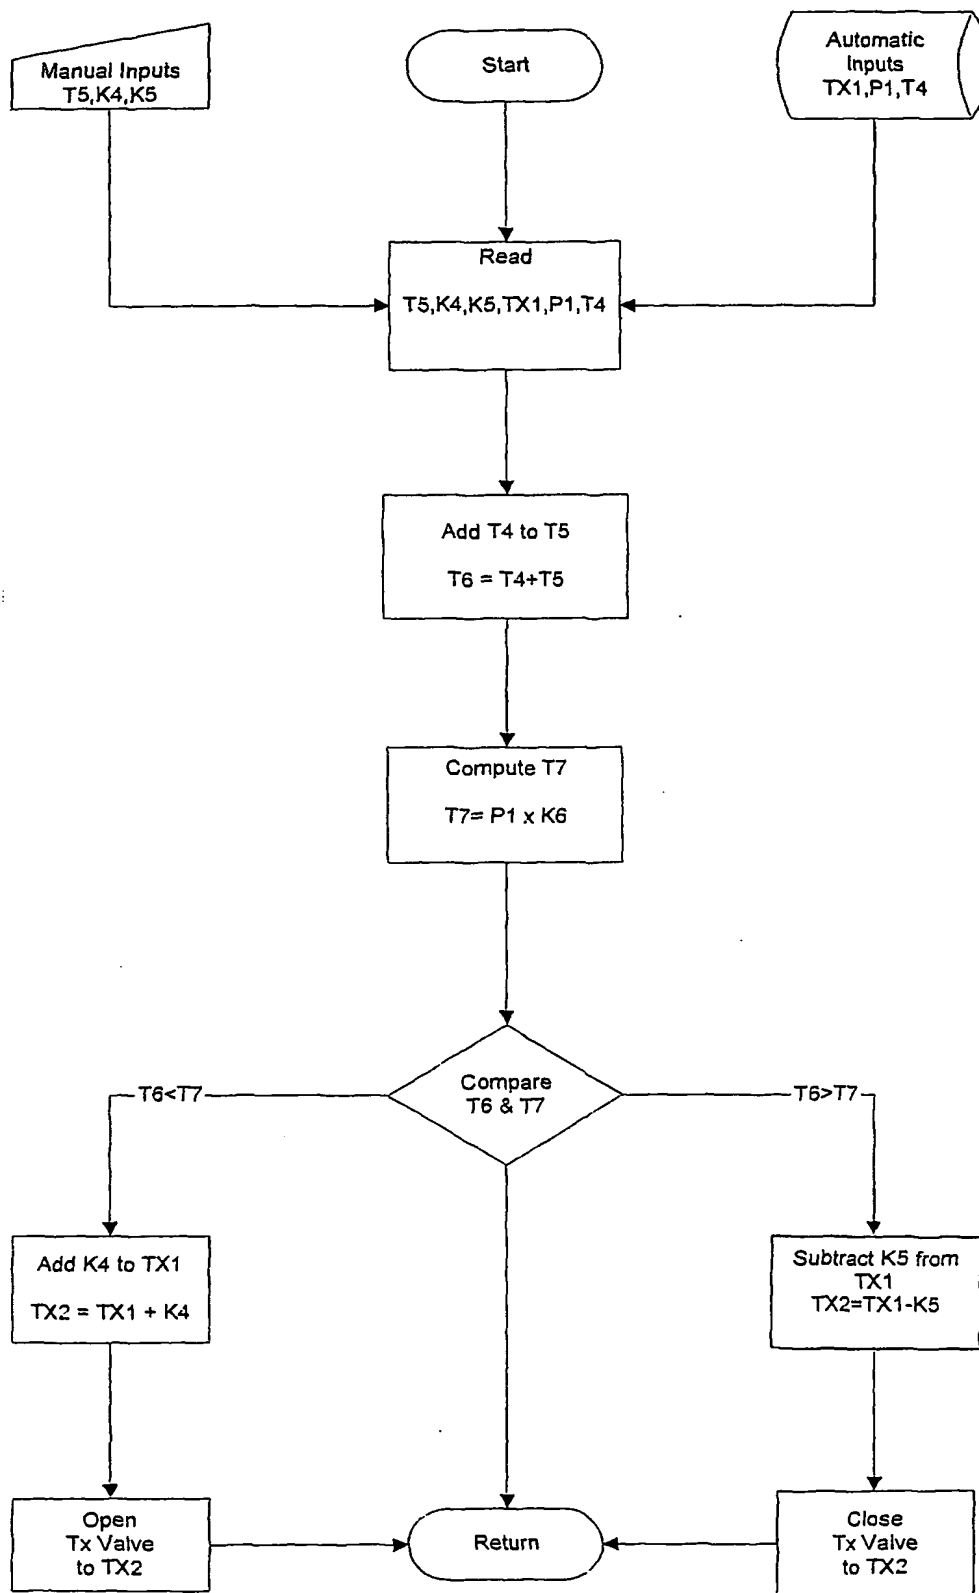 Manual Inputs
T5,K4,K5
Start
Automatic
Inputs
TX1,P1,T4
Read
T5,K4,K5,TX1,P1,T4
Add T4 to T5
T6 = T4+T5
Compute T7
T7= P1 x K6
Compare
T6 & T7
T6<T7
T6>T7
Add K4 to TX1
TX2 = TX1 + K4
Subtract K5 from
TX1
TX2=TX1-K5
Open
Tx Valve
to TX2
Return
Close
Tx Valve
to TX2